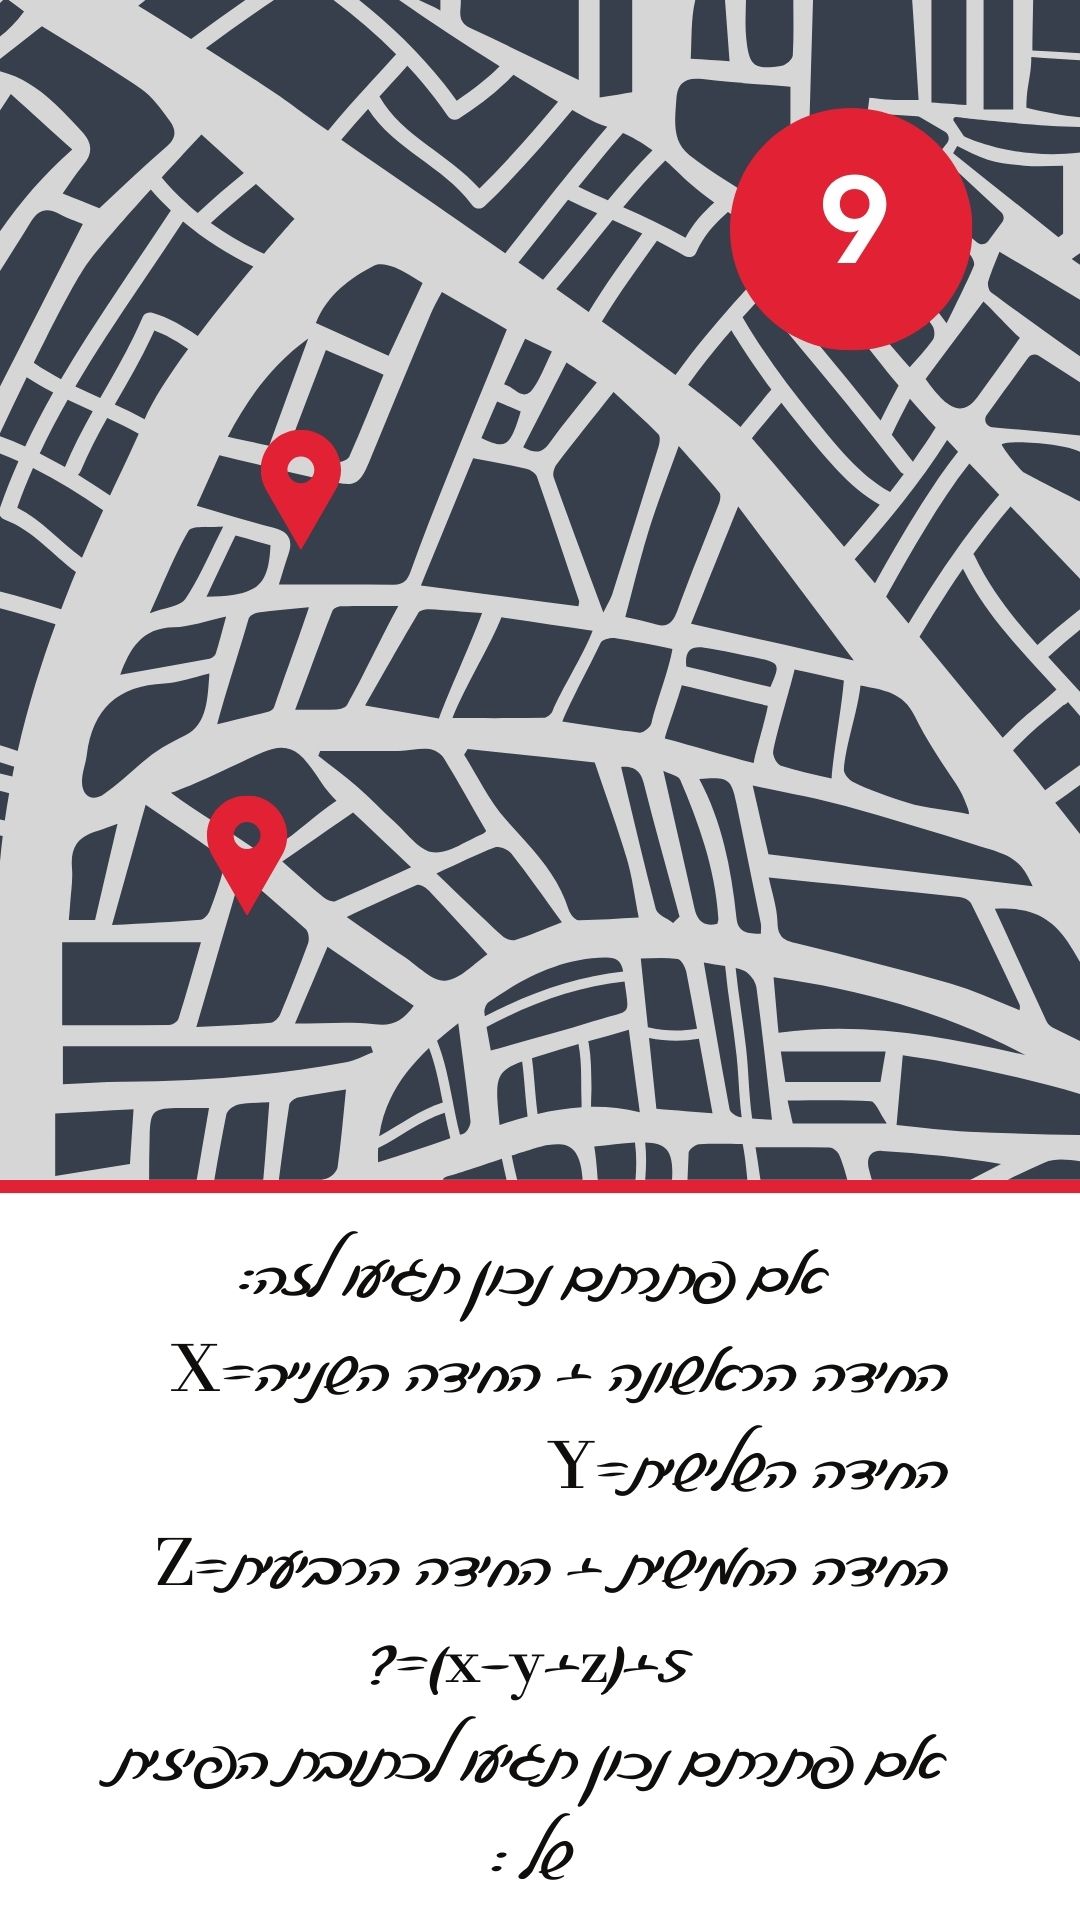 9
אם פתרתם נכון תגיעו לזה:
החידה הראשונה + החידה השנייה=X
החידה השלישית=Y
החידה החמישית + החידה הרביעית=Z
?=(x-y+z)+5
אם פתרתם נכון תגיעו לכתובת הפיזית
של :